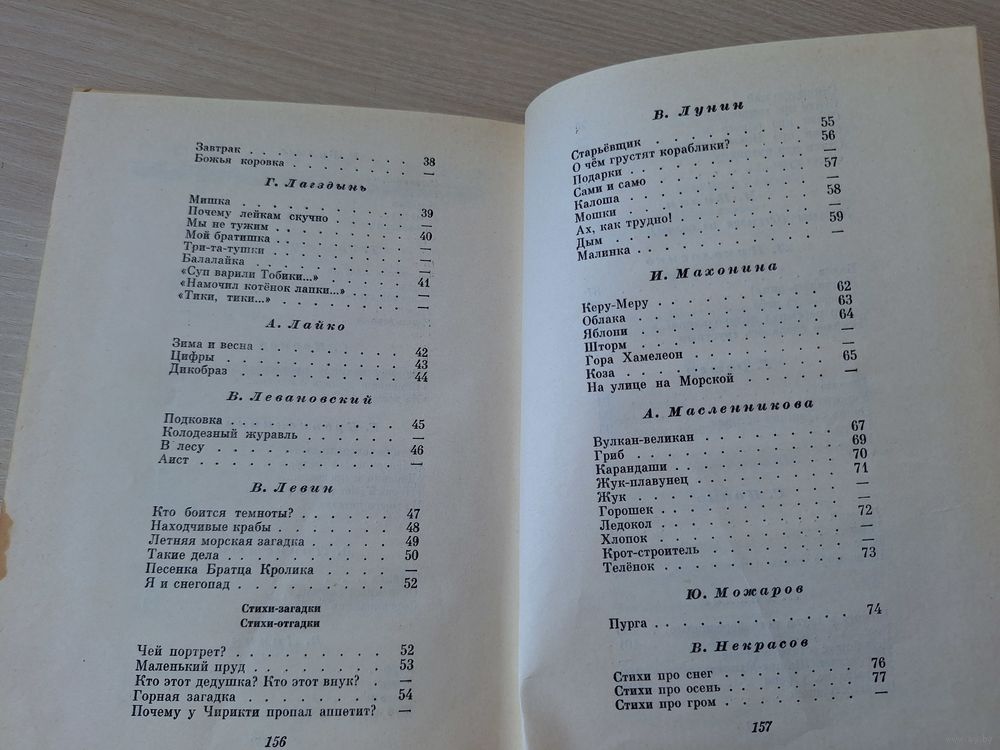 Завтрак . . . . . . . . . . 38
Божья коровка . . . . . . . . —
Г. Лагздынь
Мишка . . . . . . . . . . 39
Почему лейкам скучно . . . . . . —
Мы не тужим . . . . . . . . 40
Мой братишка . . . . . . . . —
Три-та-тушки . . . . . . . . —
Балалайка . . . . . . . . . —
«Суп варили Тобики...» . . . . . . 41
«Намочил котёнок лапки...» . . . . . —
«Тики, тики...» . . . . . . . . —
А. Лайко
Зима и весна . . . . . . . . 42
Цифры . . . . . . . . . . 43
Дикобраз . . . . . . . . . 44
В. Левановский
Подковка . . . . . . . . . 45
Колодезный журавль . . . . . . —
В лесу . . . . . . . . . . 46
Аист . . . . . . . . . . —
В. Левин
Кто боится темноты? . . . . . . 47
Находчивые крабы . . . . . . . 48
Летняя морская загадка . . . . . . 49
Такие дела . . . . . . . . . 50
Песенка Братца Кролика . . . . . —
Я и снегопад . . . . . . . . 52
Стихи-загадки
Стихи-отгадки
Чей портрет? . . . . . . . . 52
Маленький пруд . . . . . . . . 53
Кто этот дедушка? Кто этот внук? . . —
Горная загадка . . . . . . . . 54
Почему у Чирикти пропал аппетит? . —
156
В. Лунин
Старьёвщик . . . . . . . . 55
О чём грустят кораблики? . . . . . 56
Подарки . . . . . . . . . —
Сами и само . . . . . . . . 57
Калоша . . . . . . . . . —
Мошки . . . . . . . . . 58
Ах, как трудно! . . . . . . . —
Дым . . . . . . . . . . 59
Малинка . . . . . . . . . —
И. Махонина
Керу-Меру . . . . . . . . 62
Облака . . . . . . . . . 63
Яблони . . . . . . . . . 64
Шторм . . . . . . . . . —
Гора Хамелеон . . . . . . . —
Коза . . . . . . . . . . 65
На улице на Морской . . . . . —
А. Масленникова
Вулкан-великан . . . . . . . 67
Гриб . . . . . . . . . . 69
Карандаши . . . . . . . . 70
Жук-плавунец . . . . . . . . 71
Жук . . . . . . . . . . —
Горошек . . . . . . . . . —
Ледокол . . . . . . . . . 72
Хлопок . . . . . . . . . —
Крот-строитель . . . . . . . —
Телёнок . . . . . . . . . 73
Ю. Можаров
Пурга . . . . . . . . . . 74
В. Некрасов
Стихи про снег . . . . . . . 76
Стихи про осень . . . . . . . 77
Стихи про гром . . . . . . . —
157